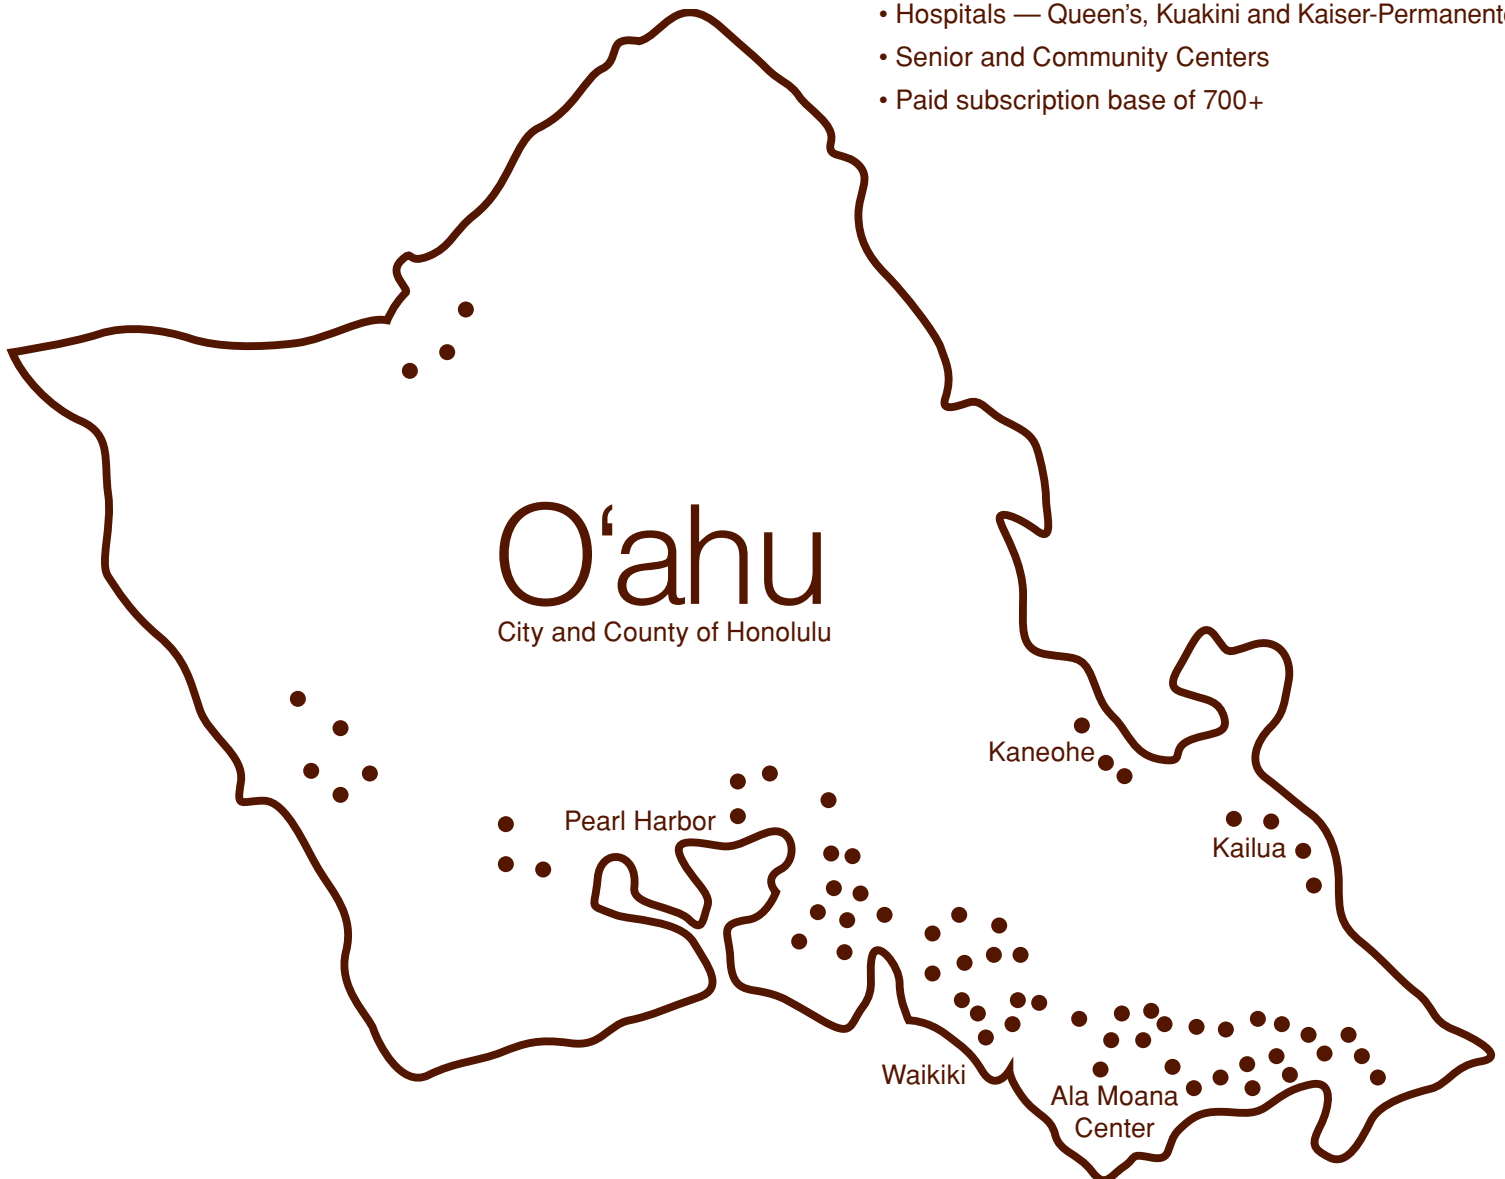 • Hospitals — Queen's, Kuakini and Kaiser-Permanente
• Senior and Community Centers
• Paid subscription base of 700+
O‘ahu
City and County of Honolulu
Kaneohe
Pearl Harbor
Kailua
Waikiki
Ala Moana
Center